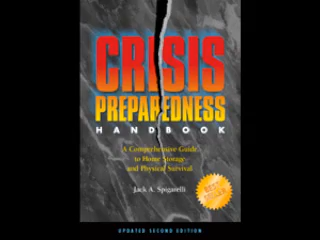 CRISIS
PREPAREDNESS
HANDBOOK
A Comprehensive Guide
to Home Storage
and Physical Survival
Jack A. Spigarelli
UPDATED SECOND EDITION